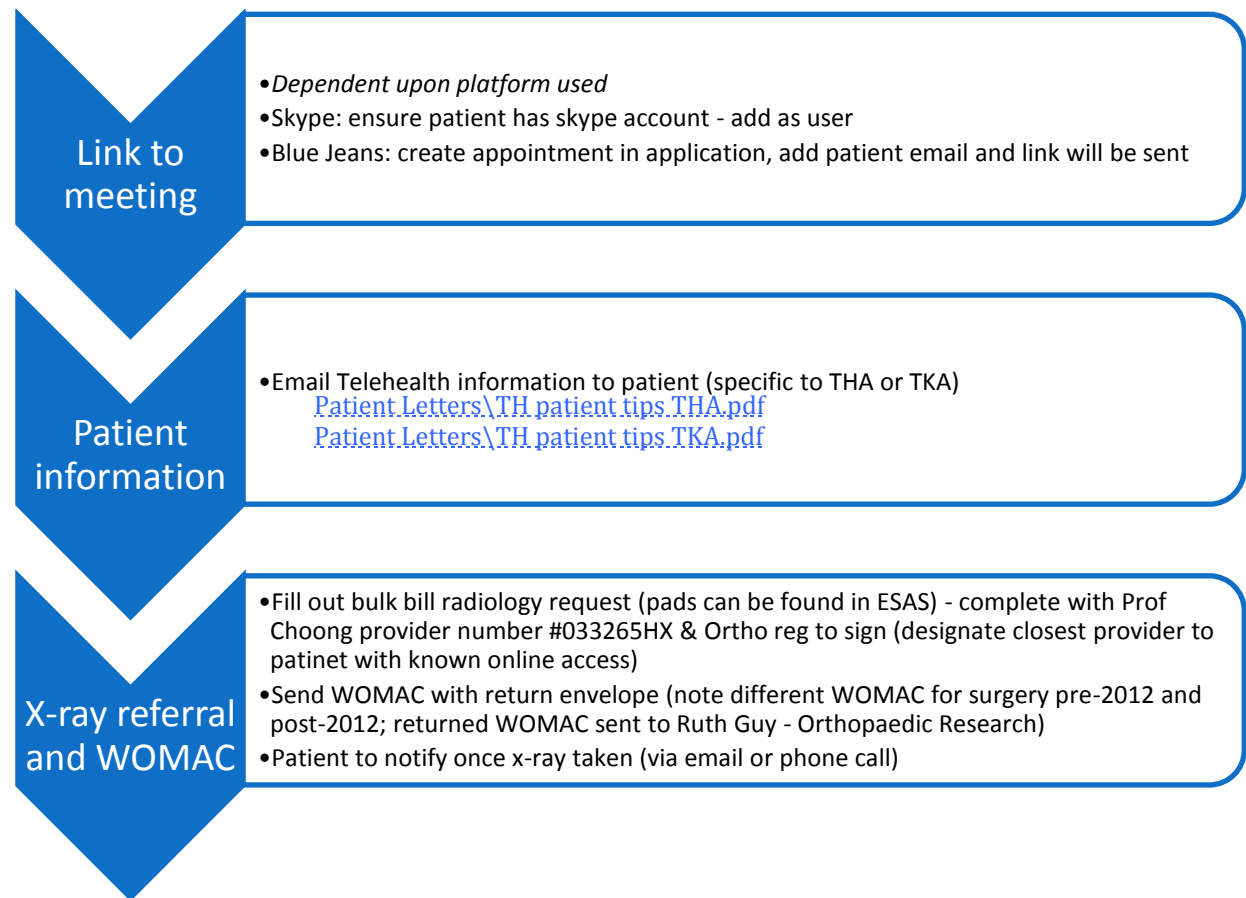 Link to
meeting
•Dependent upon platform used
•Skype: ensure patient has skype account - add as user
•Blue Jeans: create appointment in application, add patient email and link will be sent
Patient
information
•Email Telehealth information to patient (specific to THA or TKA)
Patient Letters\TH patient tips THA.pdf
Patient Letters\TH patient tips TKA.pdf
X-ray referral
and WOMAC
•Fill out bulk bill radiology request (pads can be found in ESAS) - complete with Prof
Choong provider number #033265HX & Ortho reg to sign (designate closest provider to
patinet with known online access)
•Send WOMAC with return envelope (note different WOMAC for surgery pre-2012 and
post-2012; returned WOMAC sent to Ruth Guy - Orthopaedic Research)
•Patient to notify once x-ray taken (via email or phone call)